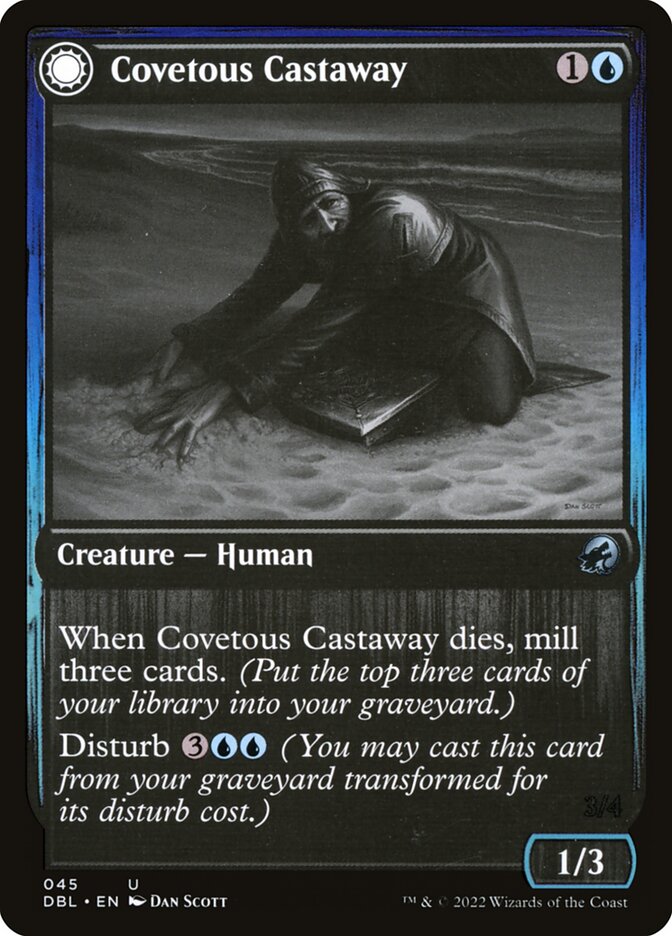 Covetous Castaway 1
DAN SCOTT
Creature — Human
When Covetous Castaway dies, mill
three cards. (Put the top three cards of
your library into your graveyard.)
Disturb 3 (You may cast this card
from your graveyard transformed for
its disturb cost.)
3/4
1/3
045 U
DBL • EN Dan Scott
™ & © 2022 Wizards of the Coast